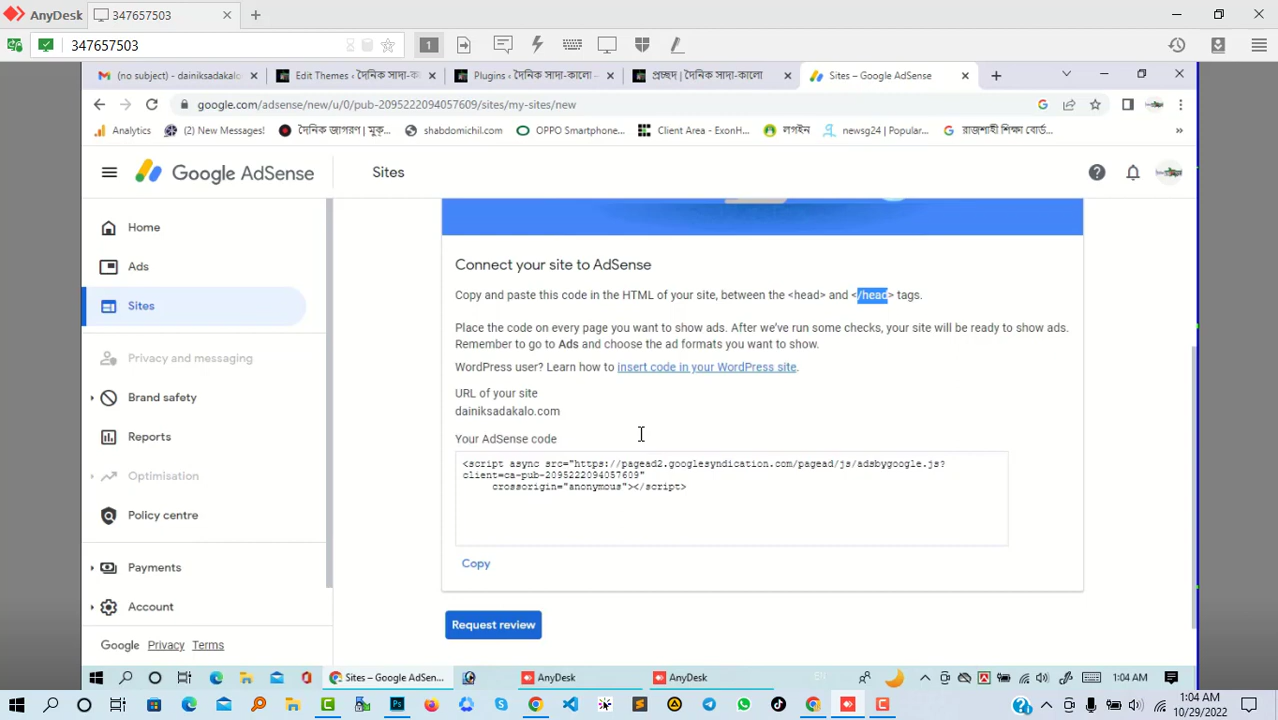 AnyDesk
347657503
347657503
1
(no subject) - dainiksadakalo
Edit Themes ‹ দৈনিক সাদা-কা
Plugins ‹ দৈনিক সাদা-কালো
প্রচ্ছদ | দৈনিক সাদা-কালো
Sites – Google AdSense
google.com/adsense/new/u/0/pub-2095222094057609/sites/my-sites/new
Analytics
(2) New Messages!
দৈনিক জাগরণ | মুক্...
shabdomichil.com
OPPO Smartphone...
Client Area - ExonH...
লগইন
newsg24 | Popular...
রাজশাহী শিক্ষা বোর্ড...
»
Google AdSense
Sites
Home
Ads
Sites
Privacy and messaging
Brand safety
Reports
Optimisation
Policy centre
Payments
Account
Google Privacy Terms
Connect your site to AdSense
Copy and paste this code in the HTML of your site, between the <head> and </head> tags.
Place the code on every page you want to show ads. After we've run some checks, your site will be ready to show ads.
Remember to go to Ads and choose the ad formats you want to show.
WordPress user? Learn how to insert code in your WordPress site.
URL of your site
dainiksadakalo.com
Your AdSense code
<script async src="https://pagead2.googlesyndication.com/pagead/js/adsbygoogle.js?
client=ca-pub-2095222094057609"
crossorigin="anonymous"></script>
Copy
Request review
Sites – Google AdSen...
AnyDesk
AnyDesk
EN
1:04 AM
1:04 AM
10/29/2022